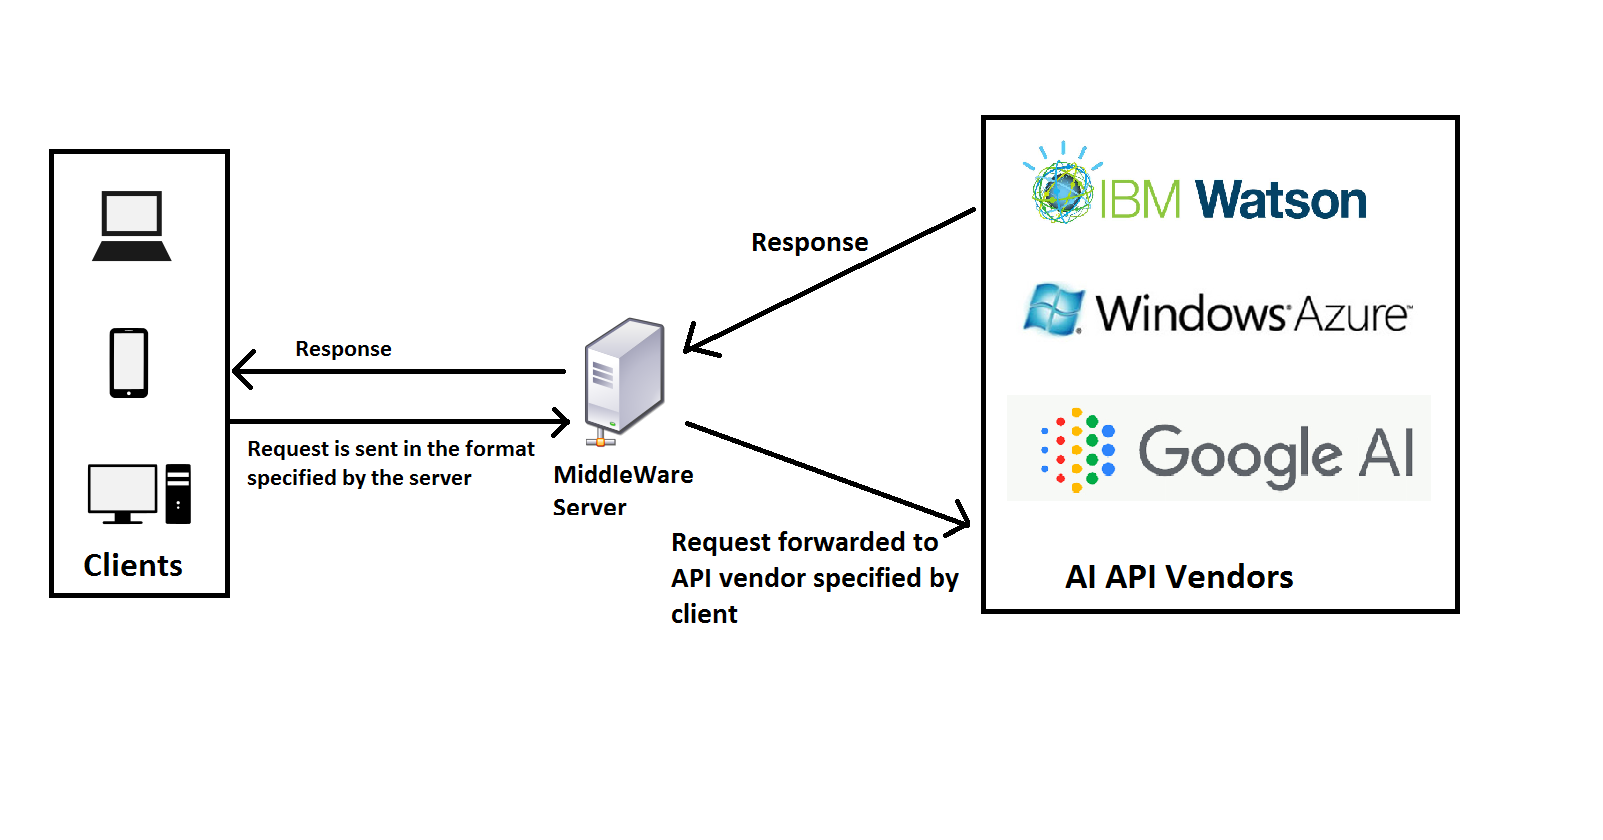 Clients
Response
Request is sent in the format
specified by the server
MiddleWare
Server
Response
Request forwarded to
API vendor specified by
client
IBM Watson
Windows Azure™
Google AI
AI API Vendors